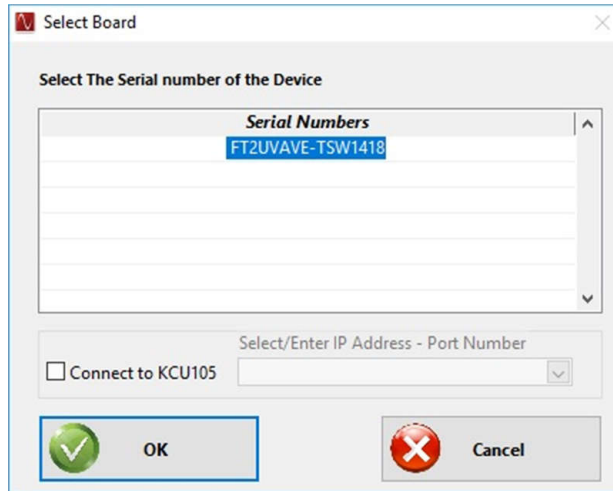 Select Board
Select The Serial number of the Device
Serial Numbers
FT2UVAVE-TSW1418
Select/Enter IP Address - Port Number
Connect to KCU105
OK
Cancel